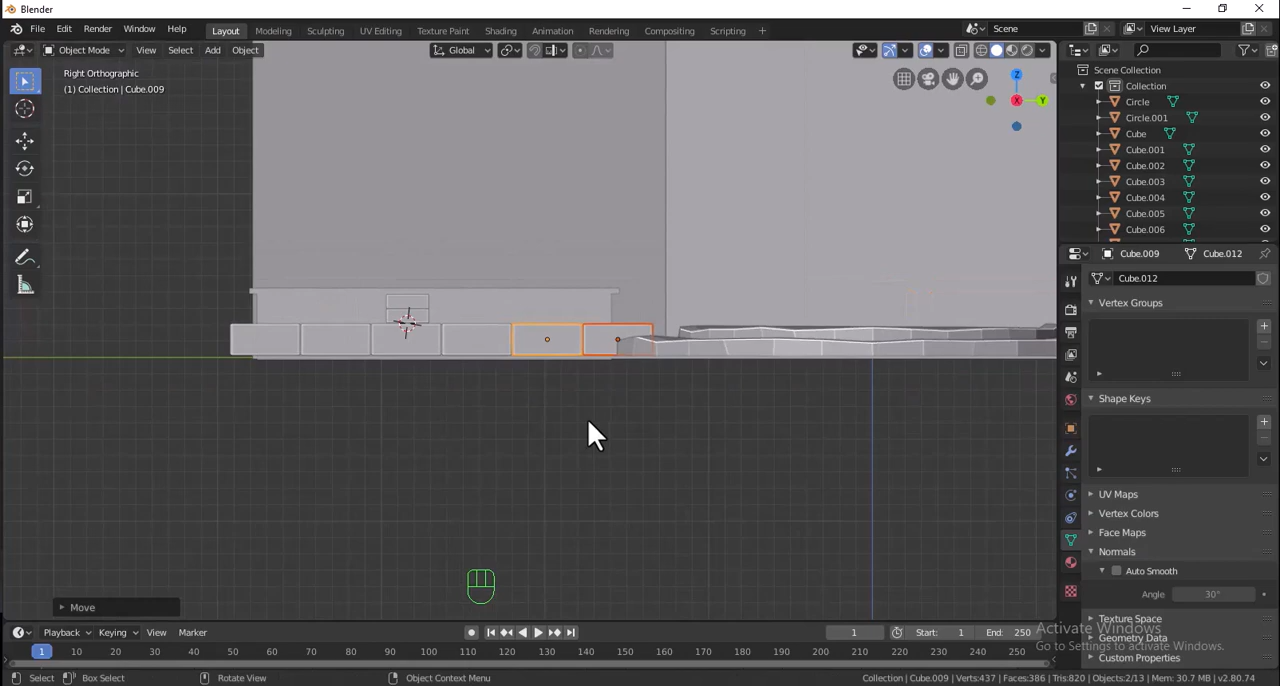 Blender
File Edit Render Window Help Layout Modeling Sculpting UV Editing Texture Paint Shading Animation Rendering Compositing Scripting + Scene View Layer
Object Mode View Select Add Object Global
Right Orthographic
(1) Collection | Cube.009
Z
X
Y
Scene Collection
Collection
Circle
Circle.001
Cube
Cube.001
Cube.002
Cube.003
Cube.004
Cube.005
Cube.006
Cube.009 Cube.012
Cube.012
Vertex Groups
Shape Keys
UV Maps
Vertex Colors
Face Maps
Normals
Auto Smooth
Angle 30°
Texture Space
Geometry Data
Custom Properties
Activate Windows
Go to Settings to activate Windows.
Move
Playback Keying View Marker 1 Start: 1 End: 250
1 10 20 30 40 50 60 70 80 90 100 110 120 130 140 150 160 170 180 190 200 210 220 230 240 250
Select Box Select Rotate View Object Context Menu Collection | Cube.009 | Verts:437 | Faces:386 | Tris:820 | Objects:2/13 | Mem: 30.7 MB | v2.80.74